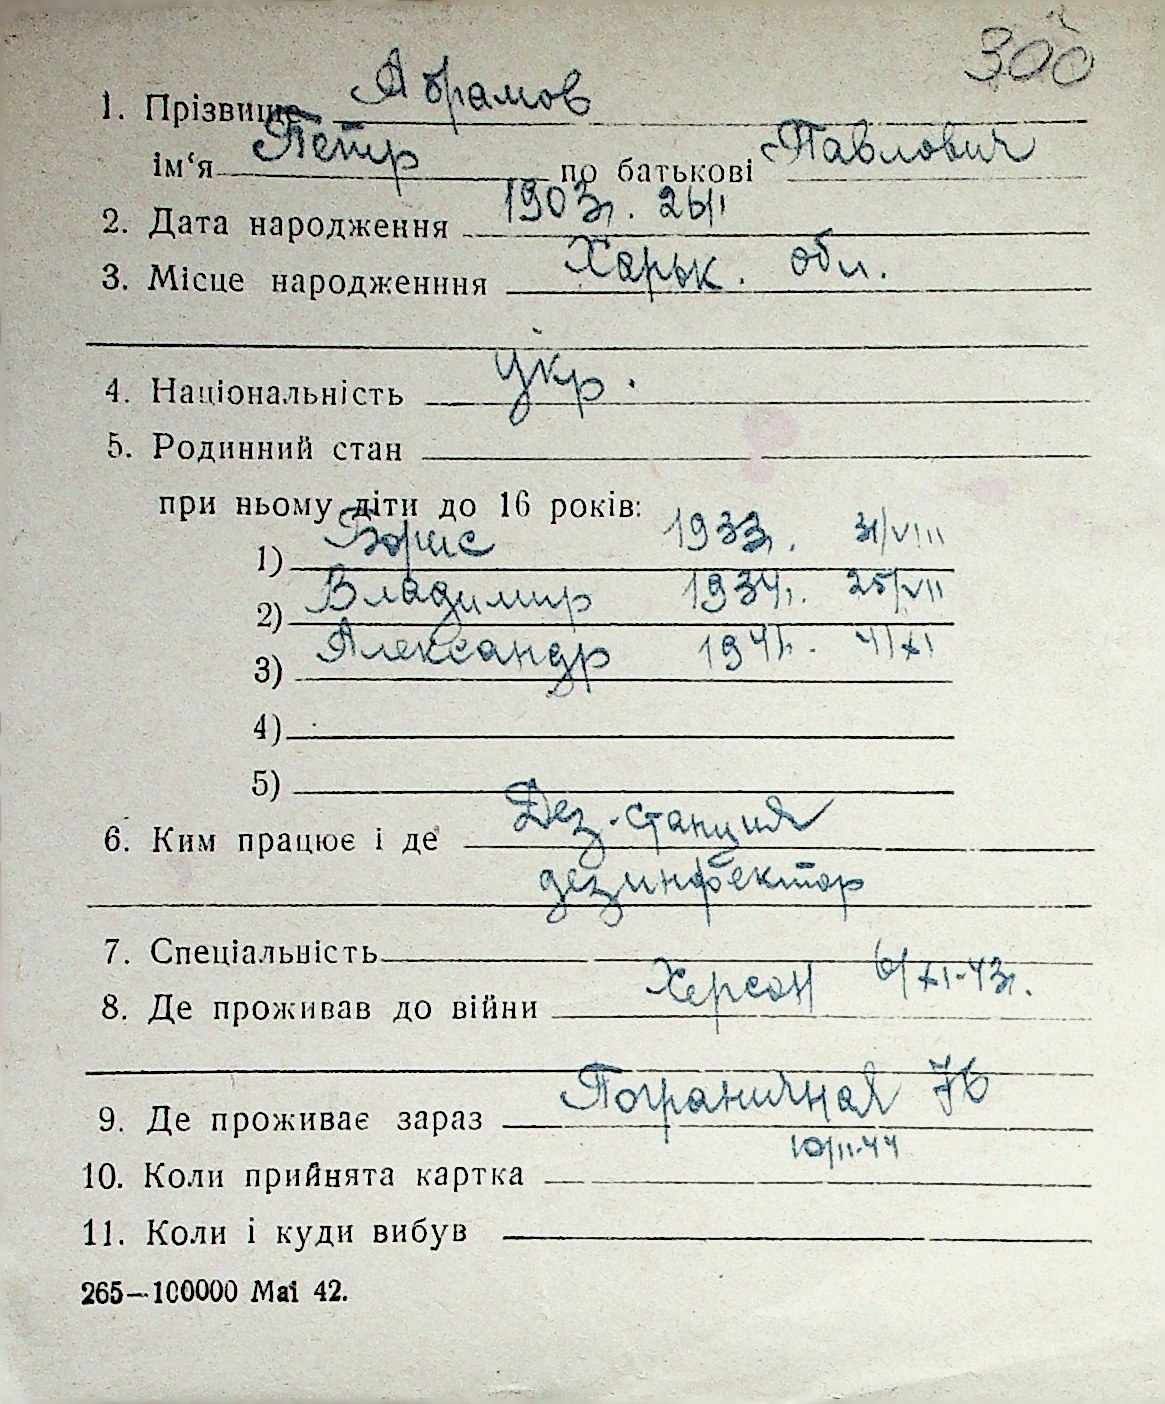 300
1. Прізвище Абрамов
ім‘я Петр по батькові Павлович
2. Дата народження 1903г. 26/I
3. Місце народженння Харьк. обл.
4. Національність укр.
5. Родинний стан
при ньому діти до 16 років:
1) Борис 1933г. 31/VIII
2) Владимир 1937г. 25/VII
3) Александр 1941г. 4/XI
4)
5)
6. Ким працює і де Дез-станция
дезинфектор
7. Спеціальність
8. Де проживав до війни Херсон 6/XI-43г.
9. Де проживає зараз Пограничная 76
10/II-44
10. Коли прийнята картка
11. Коли і куди вибув
265—100000 Mai 42.